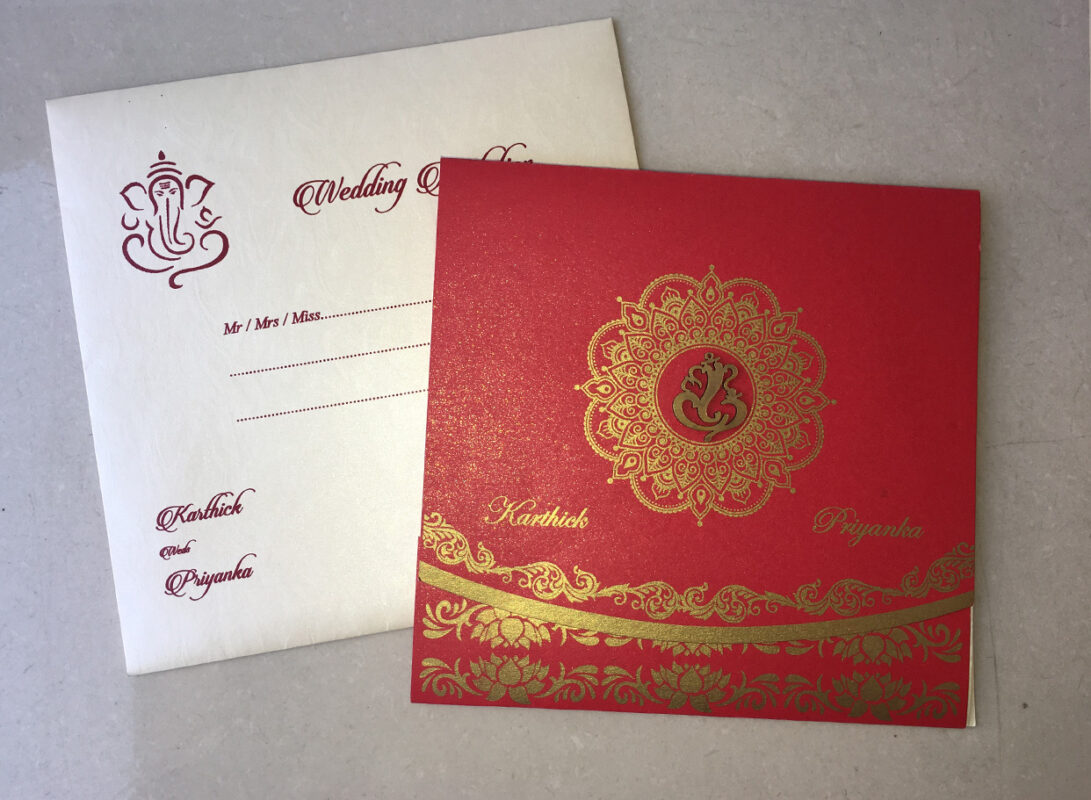 Wedding
Mr / Mrs / Miss
Karthick
Weds
Priyanka
Karthick
Priyanka